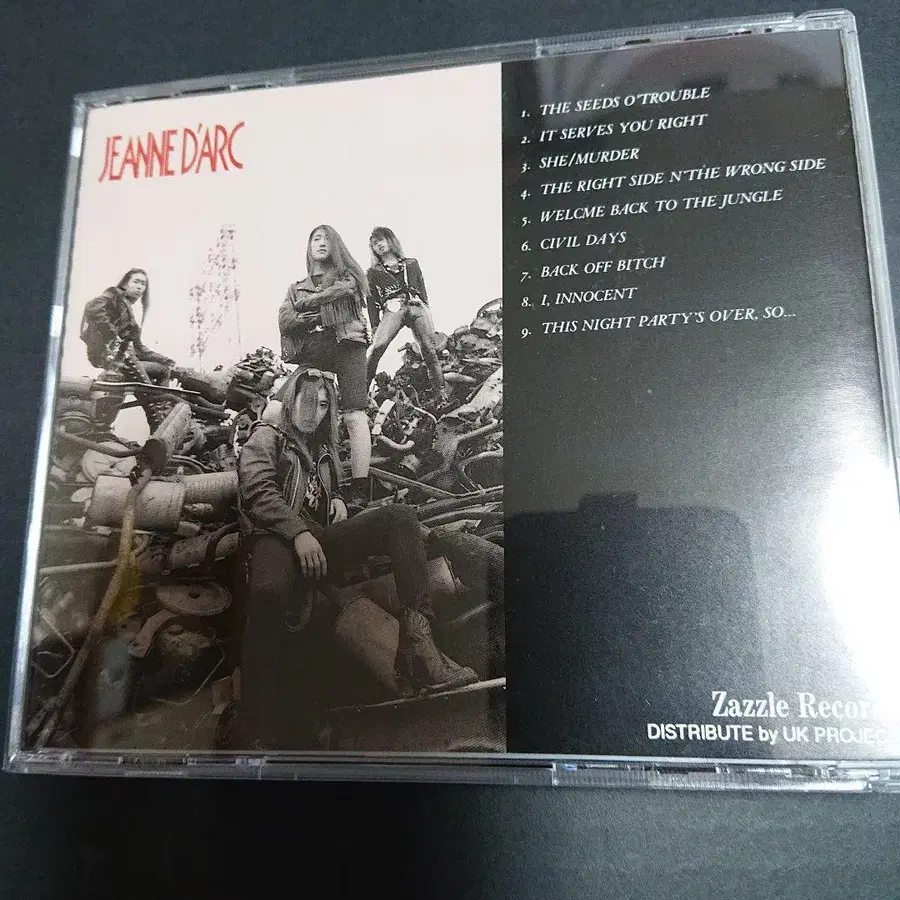 JEANNE D'ARC
1. THE SEEDS O'TROUBLE
2. IT SERVES YOU RIGHT
3. SHE/MURDER
4. THE RIGHT SIDE N'THE WRONG SIDE
5. WELCME BACK TO THE JUNGLE
6. CIVIL DAYS
7. BACK OFF BITCH
8. I, INNOCENT
9. THIS NIGHT PARTY'S OVER, SO...
Zazzle
DISTRIBUTE by UK